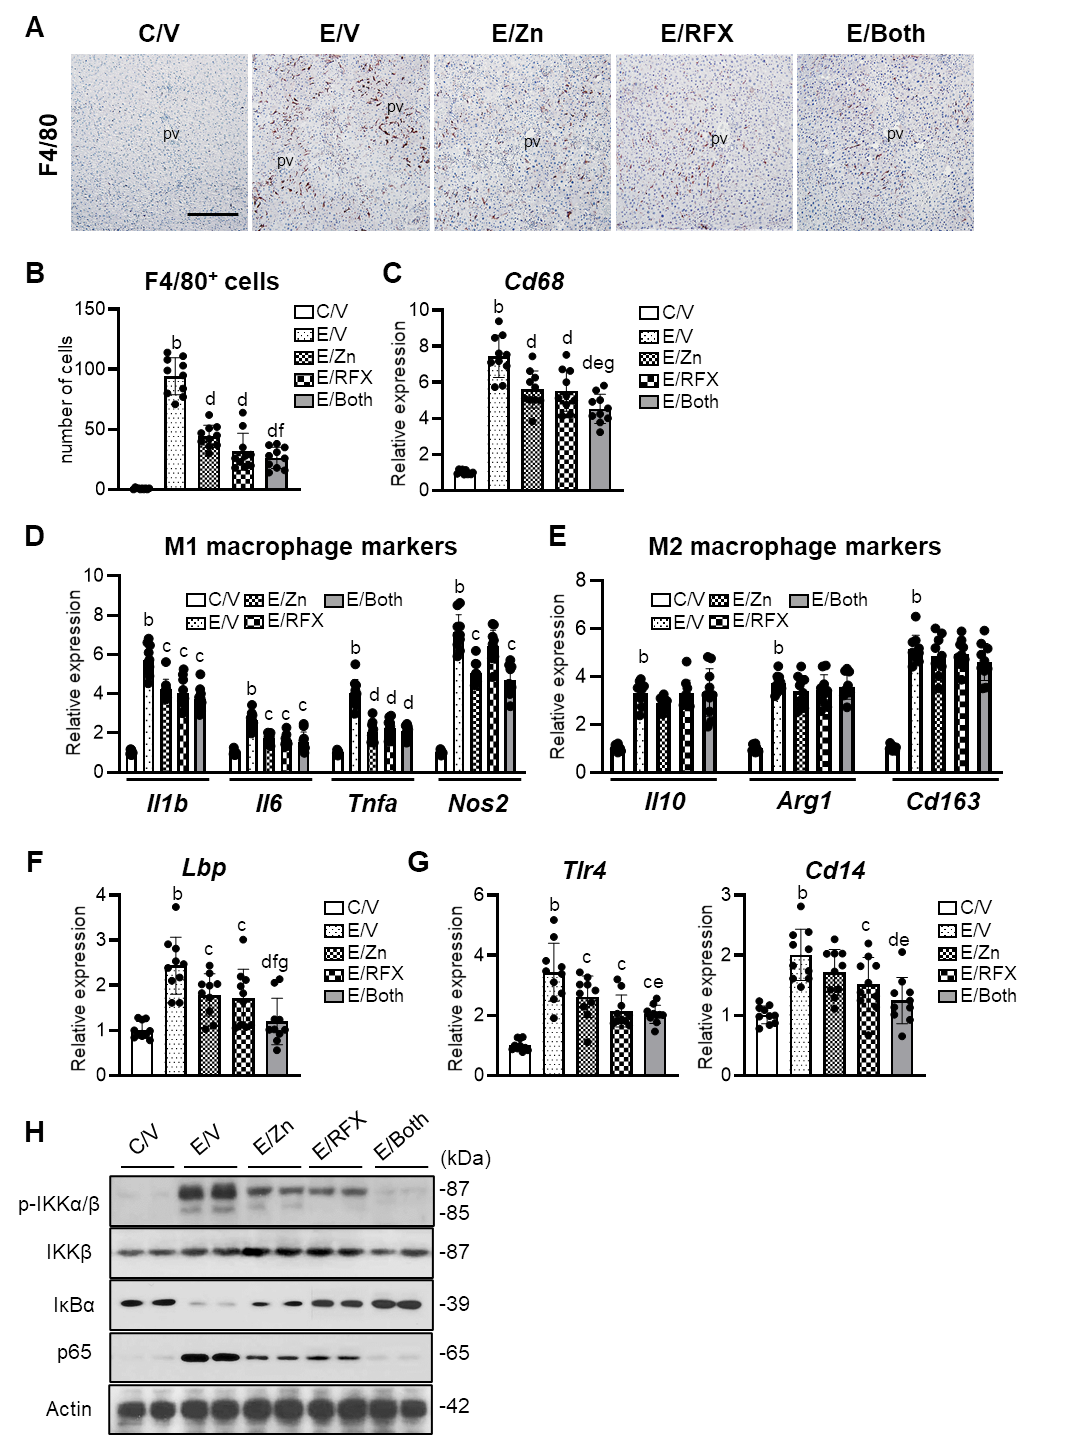 A
C/V E/V E/Zn E/RFX E/Both
F4/80
pv pv pv pv pv pv
B
F4/80+ cells
number of cells
150
100
50
0
b d d df
C/V
E/V
E/Zn
E/RFX
E/Both
C
Cd68
Relative expression
10
8
6
4
2
0
b d d deg
C/V
E/V
E/Zn
E/RFX
E/Both
D
M1 macrophage markers
Relative expression
10
8
6
4
2
0
C/V E/Zn E/Both
E/V E/RFX
b c c c b c c c b d d d b c c
Il1b Il6 Tnfa Nos2
E
M2 macrophage markers
Relative expression
8
6
4
2
0
C/V E/Zn E/Both
E/V E/RFX
b b b
Il10 Arg1 Cd163
F
Lbp
Relative expression
4
3
2
1
0
b c c dfg
C/V
E/V
E/Zn
E/RFX
E/Both
G
Tlr4
Relative expression
6
4
2
0
b c c ce
Cd14
Relative expression
3
2
1
0
b c de
C/V
E/V
E/Zn
E/RFX
E/Both
H
C/V E/V E/Zn E/RFX E/Both
(kDa)
p-IKKα/β -87
-85
IKKβ -87
IκBα -39
p65 -65
Actin -42